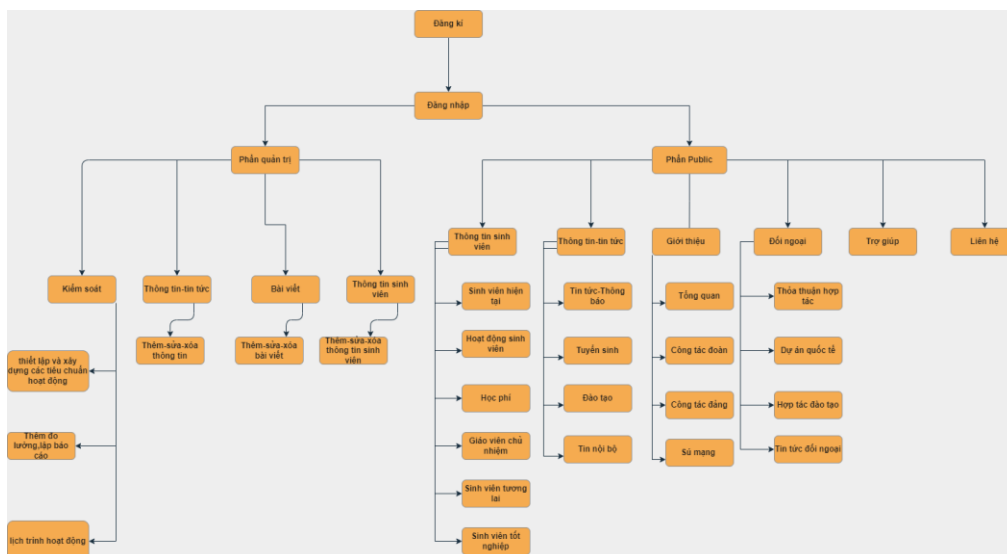 Đăng kí
Đăng nhập
Phần quản trị
Phần Public
Thông tin sinh
viên
Thông tin-tin tức
Giới thiệu
Đối ngoại
Trợ giúp
Liên hệ
Kiểm soát
Thông tin-tin tức
Bài viết
Thông tin sinh
viên
Sinh viên hiện
tại
Tin tức-Thông
báo
Tổng quan
Thỏa thuận hợp
tác
Thêm-sửa-xóa
thông tin
Thêm-sửa-xóa
bài viết
Thêm-sửa-xóa
thông tin sinh viên
Hoạt động sinh
viên
Tuyển sinh
Công tác đoàn
Dự án quốc tế
thiết lập và xây
dựng các tiêu chuẩn
hoạt động
Học phí
Đào tạo
Công tác đảng
Hợp tác đào tạo
Thêm đo
lường,lập báo
cáo
Giáo viên chủ
nhiệm
Tin nội bộ
Sú mạng
Tin tức đối ngoại
Sinh viên tương
lai
lịch trình hoạt động
Sinh viên tốt
nghiệp